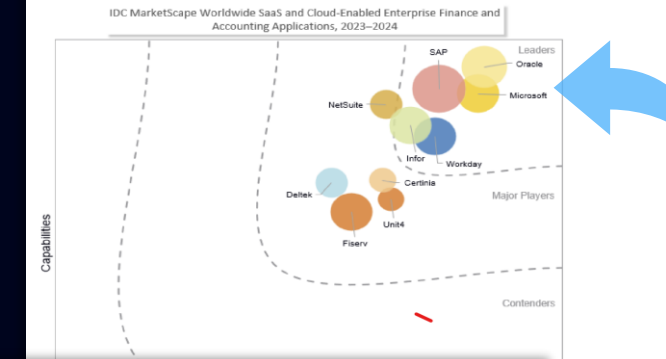 IDC MarketScape Worldwide SaaS and Cloud-Enabled Enterprise Finance and
Accounting Applications, 2023–2024
Leaders
SAP
Oracle
Microsoft
NetSuite
Infor
Workday
Certinia
Deltek
Major Players
Unit4
Fiserv
Capabilities
Contenders